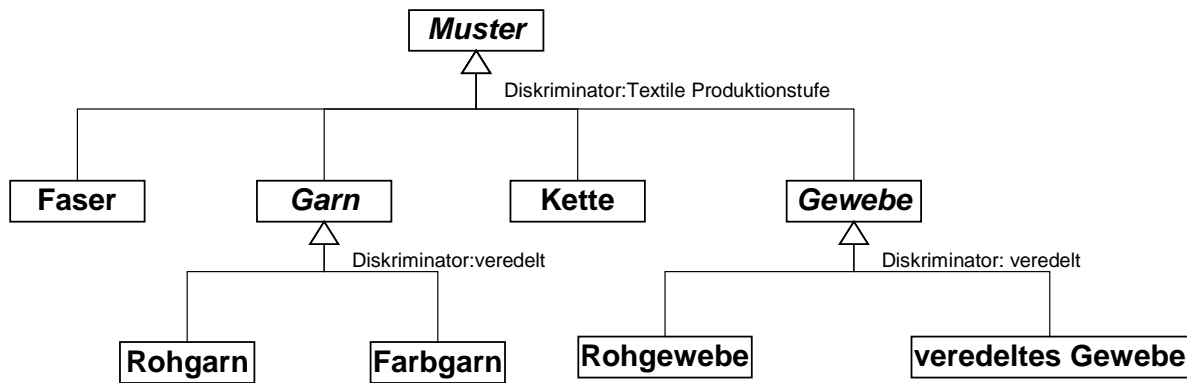 Muster
Diskriminator:Textile Produktionstufe
Faser
Garn
Kette
Gewebe
Diskriminator:veredelt
Diskriminator: veredelt
Rohgarn
Farbgarn
Rohgewebe
veredeltes Gewebe